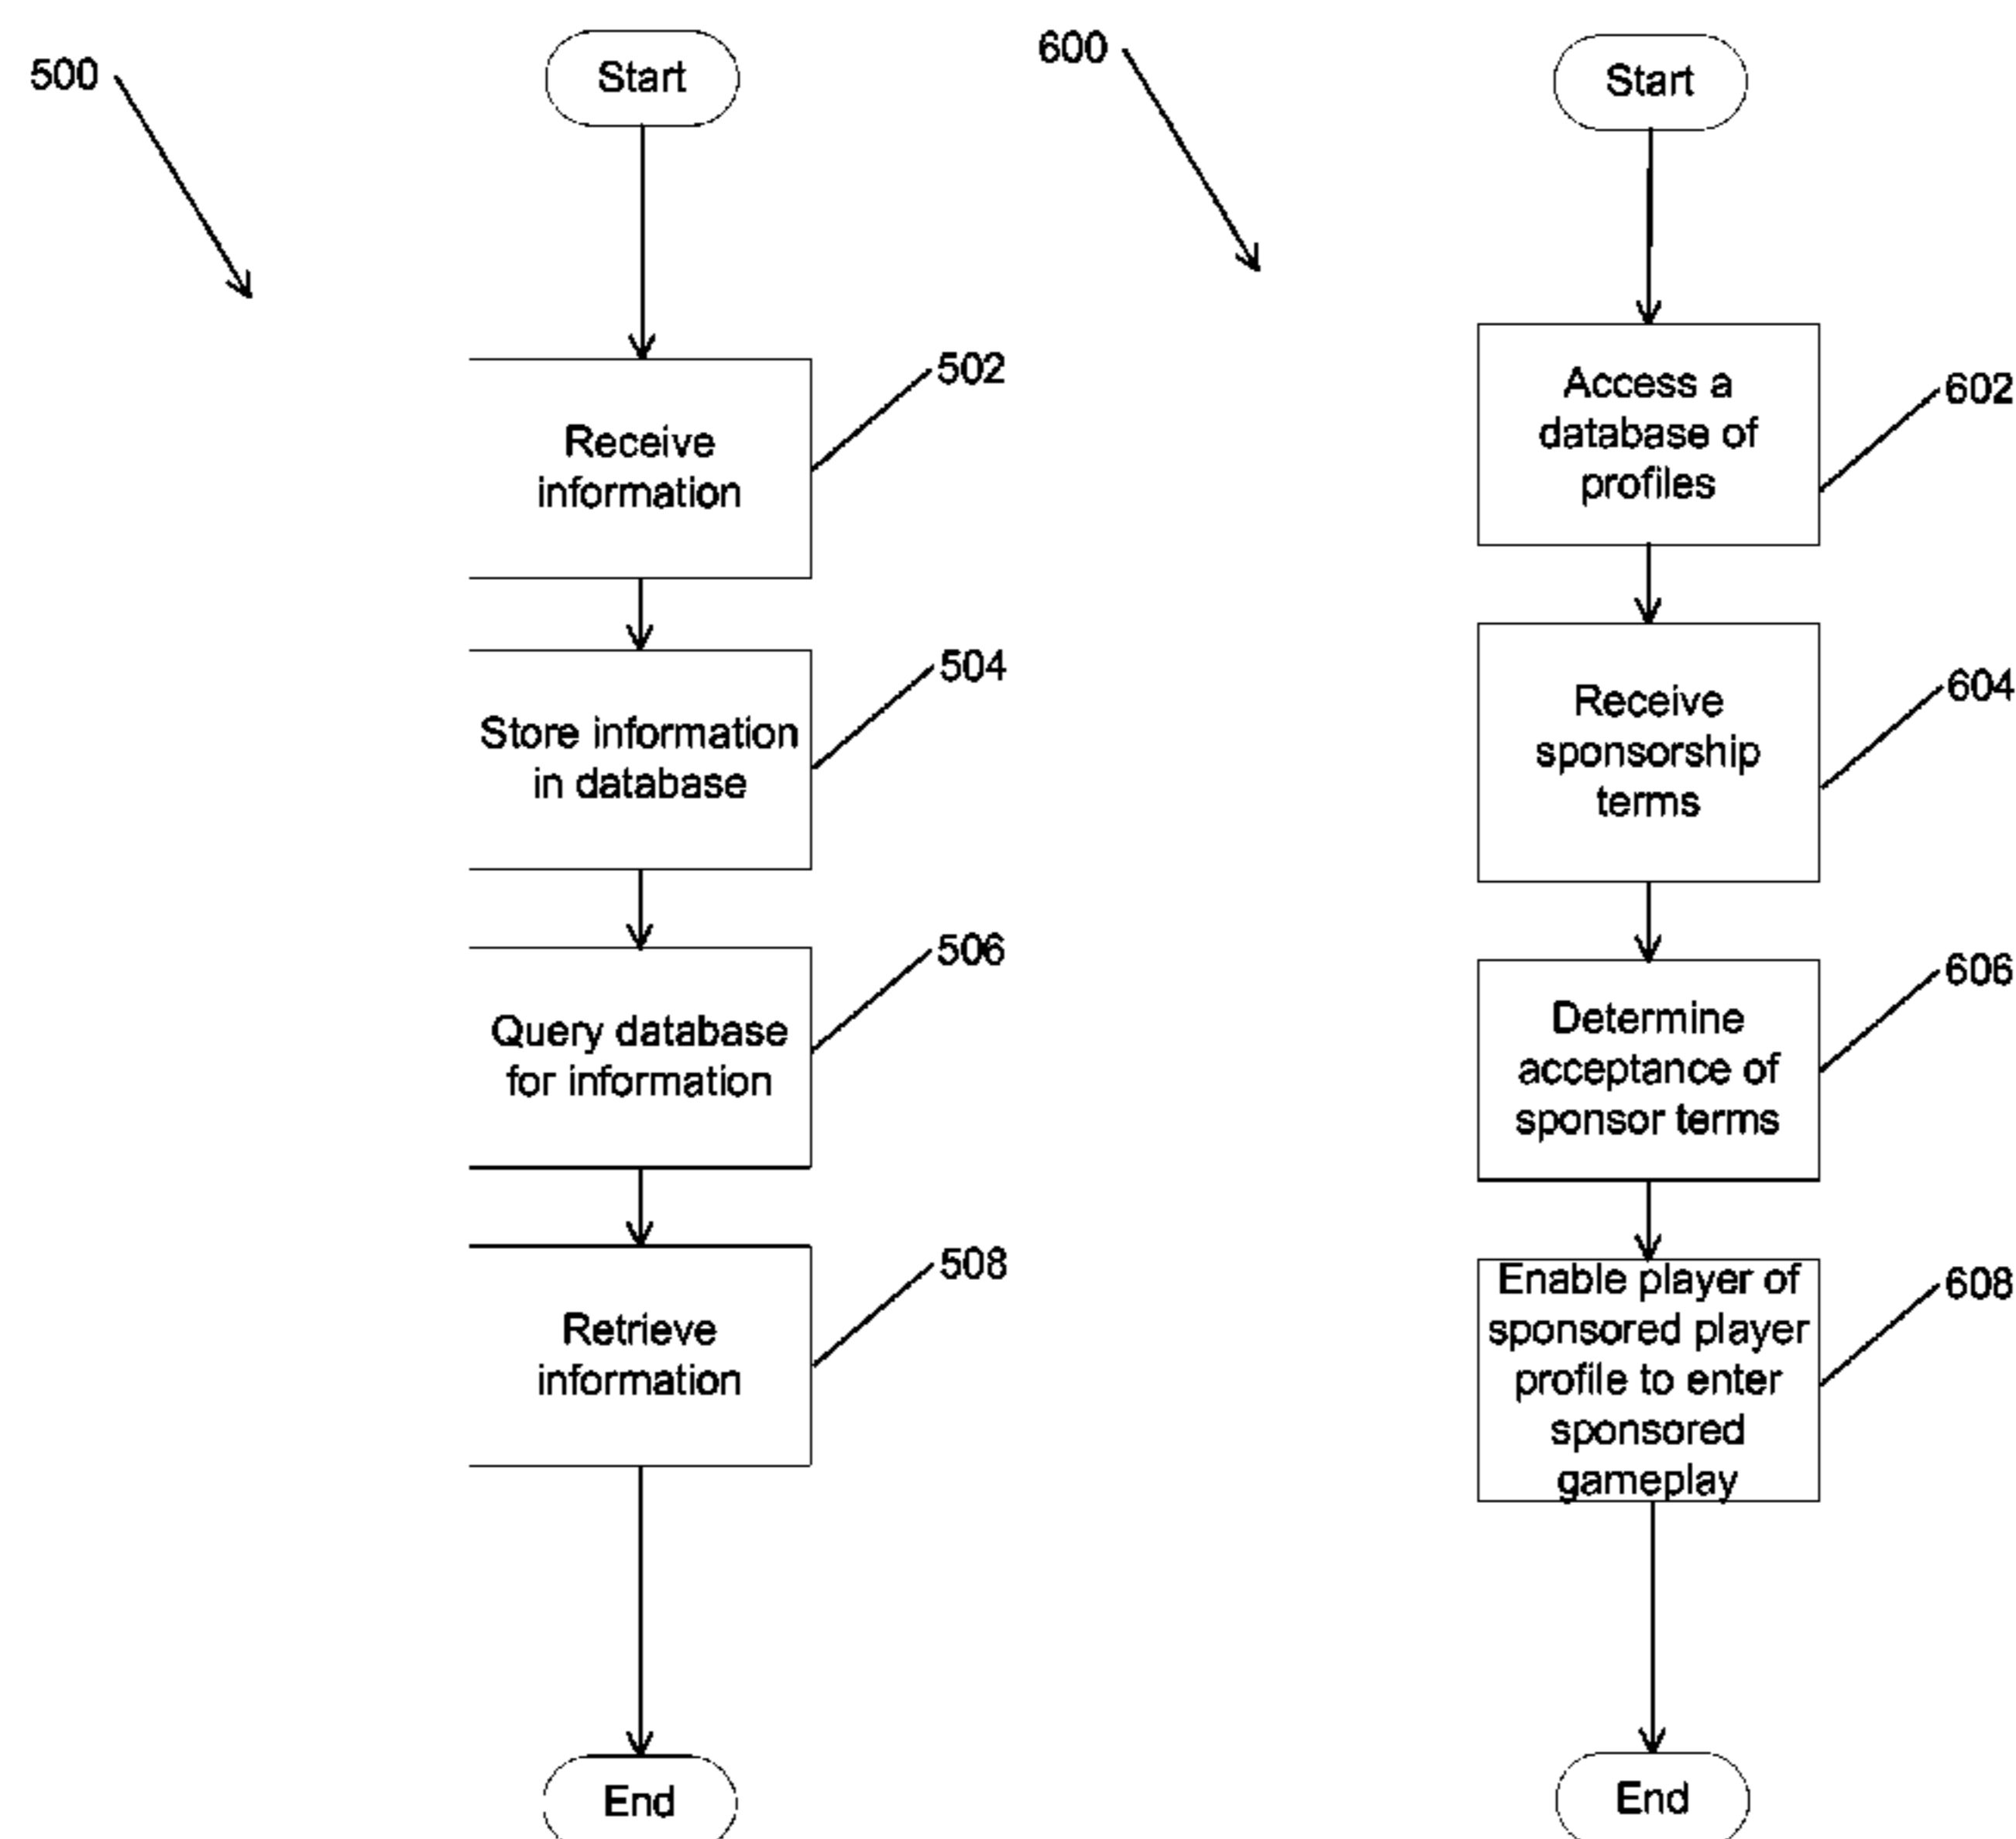 500
Start
502
Receive
information
504
Store information
in database
506
Query database
for information
508
Retrieve
information
End
600
Start
602
Access a
database of
profiles
604
Receive
sponsorship
terms
606
Determine
acceptance of
sponsor terms
608
Enable player of
sponsored player
profile to enter
sponsored
gameplay
End